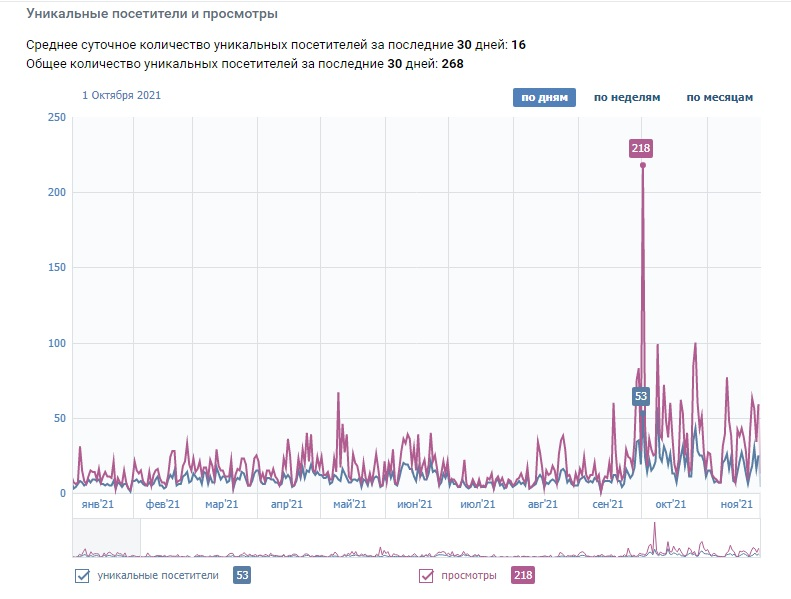 Уникальные посетители и просмотры
Среднее суточное количество уникальных посетителей за последние 30 дней: 16
Общее количество уникальных посетителей за последние 30 дней: 268
1 Октября 2021 по дням по неделям по месяцам
250
218
200
150
100
53
50
0
янв'21 фев'21 мар'21 апр'21 май'21 июн'21 июл'21 авг'21 сен'21 окт'21 ноя'21
уникальные посетители 53 просмотры 218